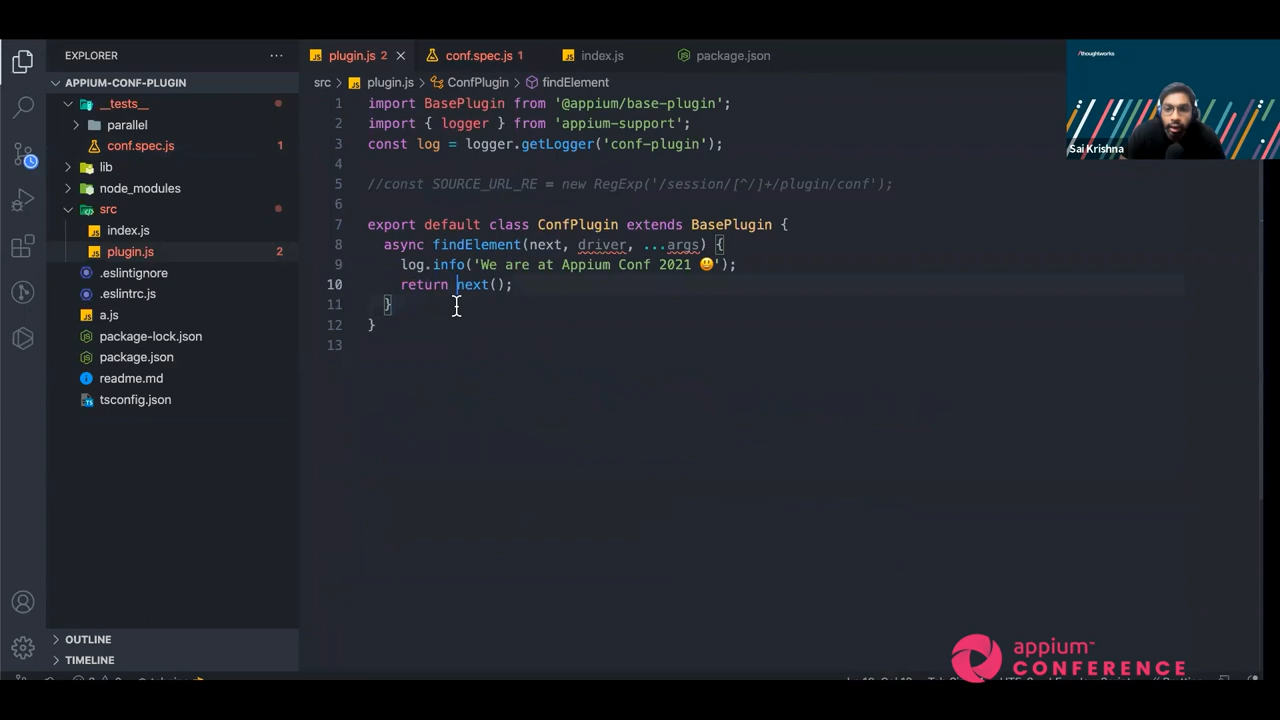 EXPLORER
···
APPIUM-CONF-PLUGIN
__tests__
parallel
conf.spec.js 1
lib
node_modules
src
index.js
plugin.js 2
.eslintignore
.eslintrc.js
a.js
package-lock.json
package.json
readme.md
tsconfig.json
OUTLINE
TIMELINE
plugin.js 2
conf.spec.js 1
index.js
package.json
src > plugin.js > ConfPlugin > findElement
1 import BasePlugin from '@appium/base-plugin';
2 import { logger } from 'appium-support';
3 const log = logger.getLogger('conf-plugin');
4
5 //const SOURCE_URL_RE = new RegExp('/session/[^/]+/plugin/conf');
6
7 export default class ConfPlugin extends BasePlugin {
8 async findElement(next, driver, ...args) {
9 log.info('We are at Appium Conf 2021 😃');
10 return next();
11 }
12 }
13
/thoughtworks
Sai Krishna
appium™
CONFERENCE